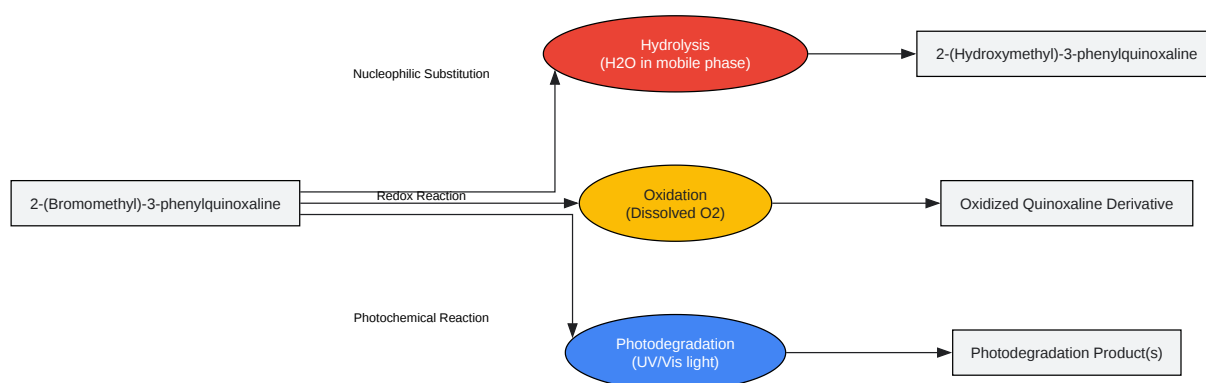 Hydrolysis
(H2O in mobile phase)
2-(Hydroxymethyl)-3-phenylquinoxaline
Nucleophilic Substitution
2-(Bromomethyl)-3-phenylquinoxaline
Redox Reaction
Oxidation
(Dissolved O2)
Oxidized Quinoxaline Derivative
Photochemical Reaction
Photodegradation
(UV/Vis light)
Photodegradation Product(s)